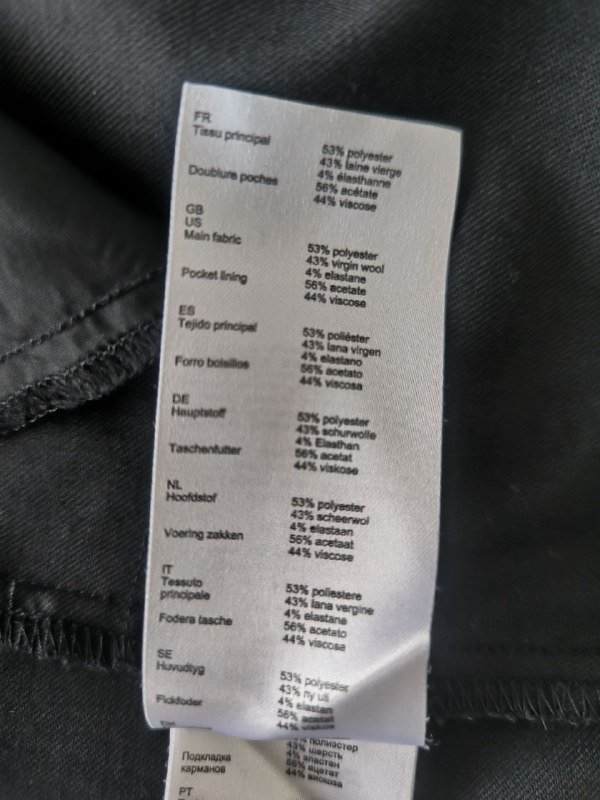 FR
Tissu principal
53% polyester
43% laine vierge
4% élasthanne
Doublure poches
56% acétate
44% viscose
GB
US
Main fabric
53% polyester
43% virgin wool
4% elastane
Pocket lining
56% acetate
44% viscose
ES
Tejido principal
53% poliéster
43% lana virgen
4% elastano
Forro bolsillos
56% acetato
44% viscosa
DE
Hauptstoff
53% polyester
43% schurwolle
4% Elasthan
Taschenfutter
56% acetat
44% viskose
NL
Hoofdstof
53% polyester
43% scheerwol
4% elastaan
Voering zakken
56% acetaat
44% viscose
IT
Tessuto
principale
53% poliestere
43% lana vergine
4% elastane
Fodera tasche
56% acetato
44% viscosa
SE
Huvudtyg
53% polyester
43% ny ull
4% elastan
Fickfoder
56% acetat
44% viskos
полиэстер
43% шерсть
4% эластан
Подкладка
карманов
56% ацетат
44% вискоза
PT